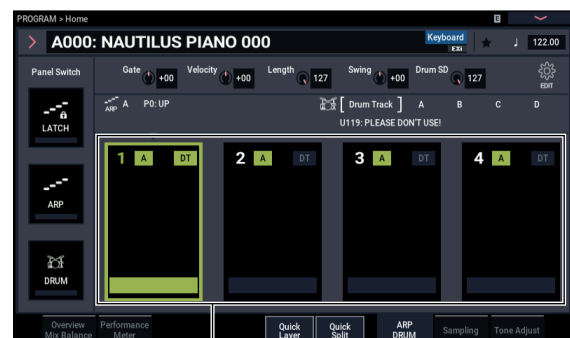 PROGRAM > Home
E
A000: NAUTILUS PIANO 000
Keyboard
EXi
♩ 122.00
Panel Switch
Gate +00 Velocity +00 Length 127 Swing +00 Drum SD 127
EDIT
ARP A P0: UP [ Drum Track ] A B C D
U119: PLEASE DON'T USE!
LATCH
1 A DT 2 A DT 3 A DT 4 A DT
ARP
DRUM
Overview Mix Balance
Performance Meter
Quick Layer
Quick Split
ARP DRUM
Sampling
Tone Adjust